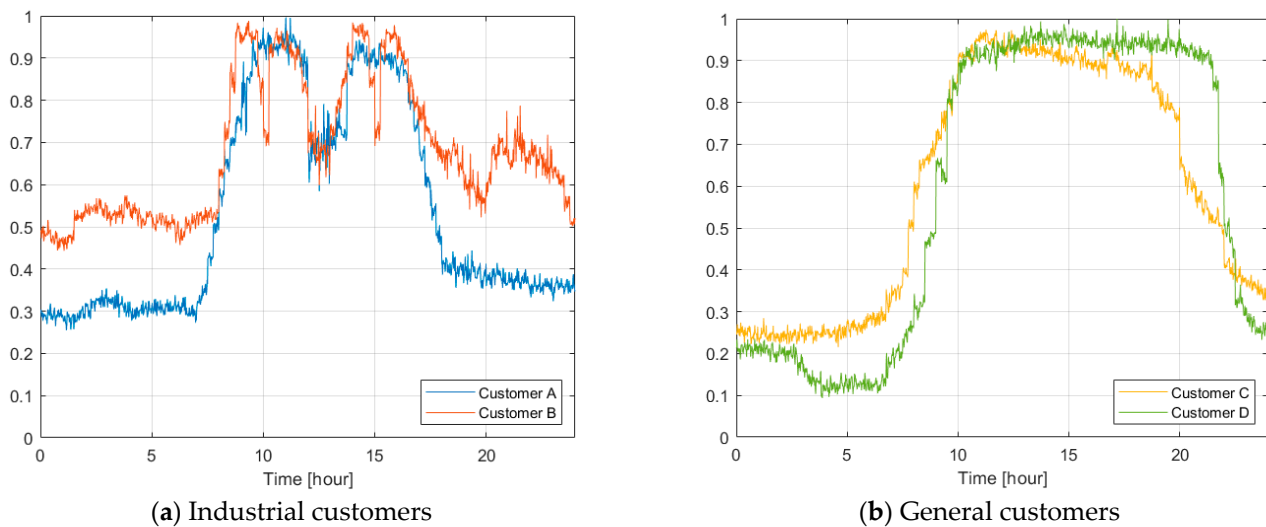 1
0.9
0.8
0.7
0.6
0.5
0.4
0.3
0.2
0.1
0
0 5 10 15 20
Time [hour]
Customer A
Customer B
(a) Industrial customers
1
0.9
0.8
0.7
0.6
0.5
0.4
0.3
0.2
0.1
0
0 5 10 15 20
Time [hour]
Customer C
Customer D
(b) General customers